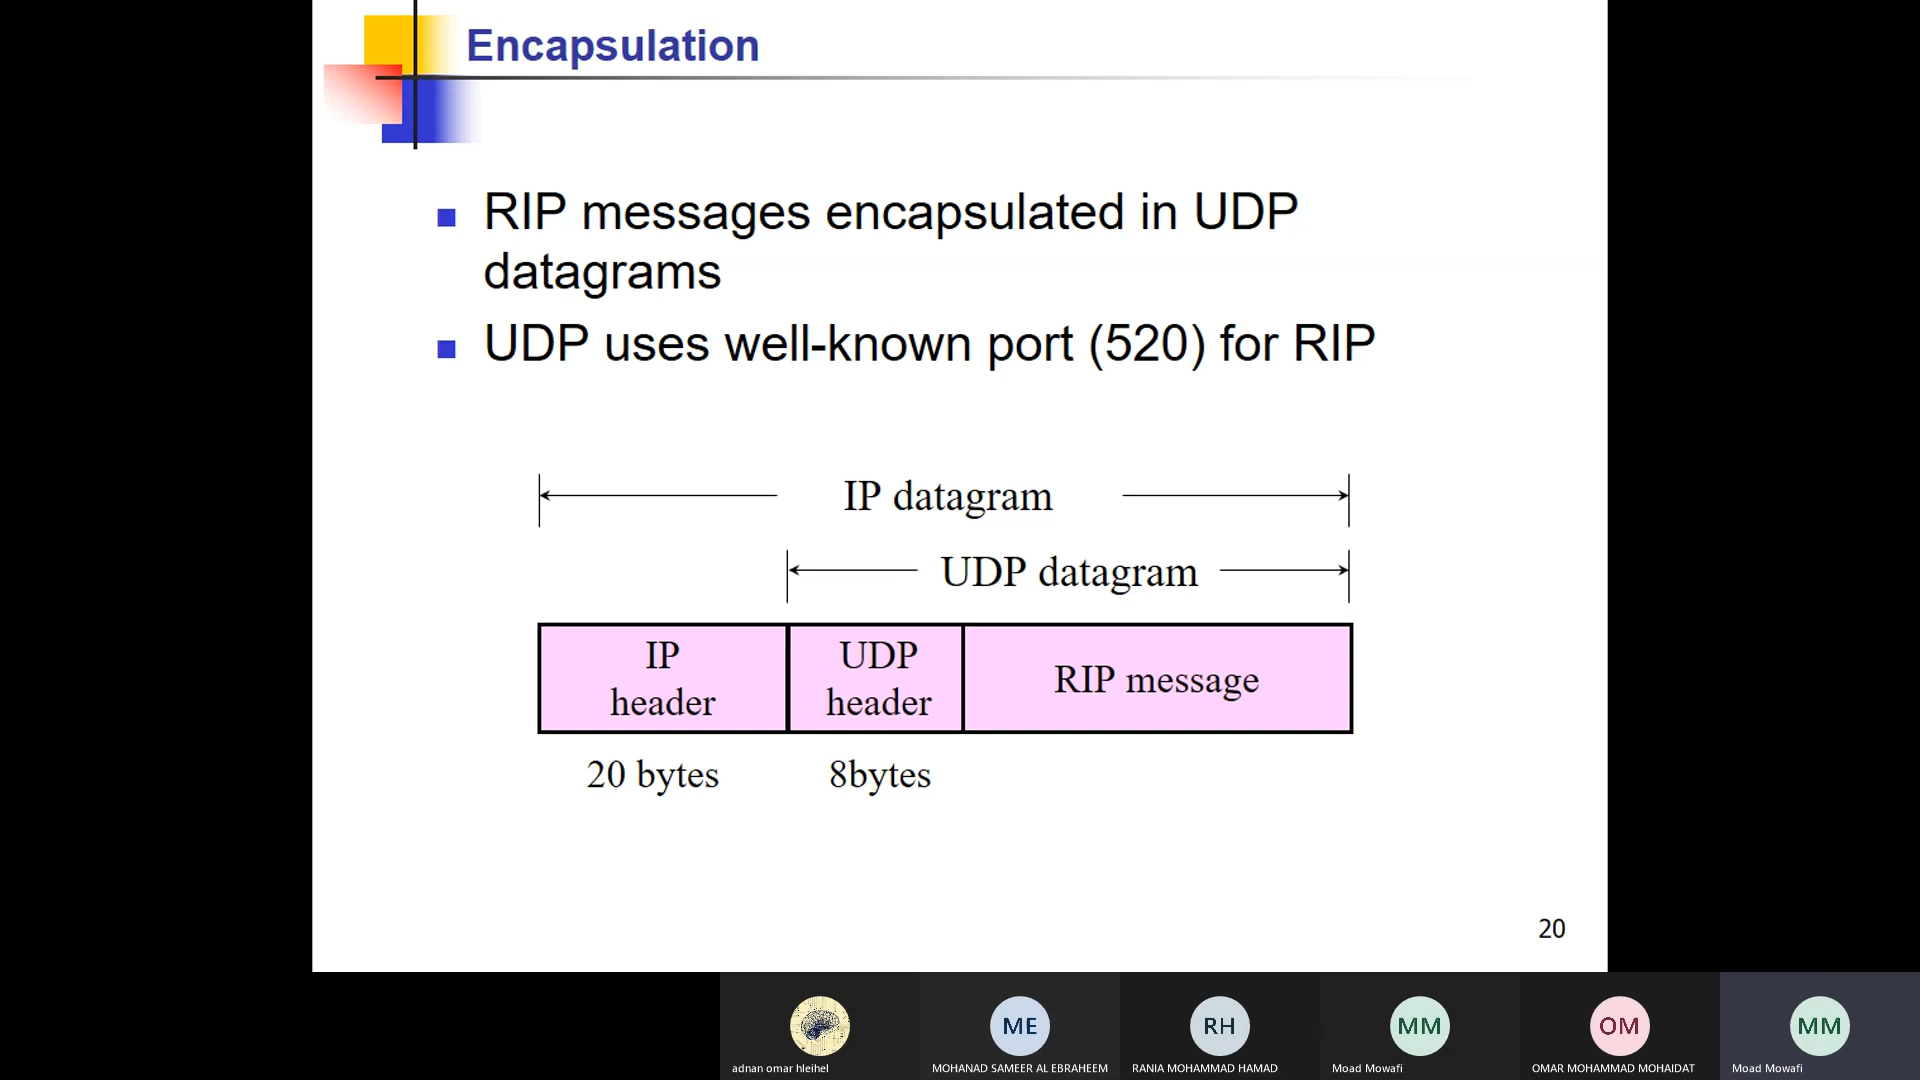 Encapsulation
RIP messages encapsulated in UDP
datagrams
UDP uses well-known port (520) for RIP
IP datagram
UDP datagram
IP
header
UDP
header
RIP message
20 bytes
8bytes
20
ME
RH
MM
OM
MM
adnan omar hleihel
MOHANAD SAMEER AL EBRAHEEM
RANIA MOHAMMAD HAMAD
Moad Mowafi
OMAR MOHAMMAD MOHAIDAT
Moad Mowafi